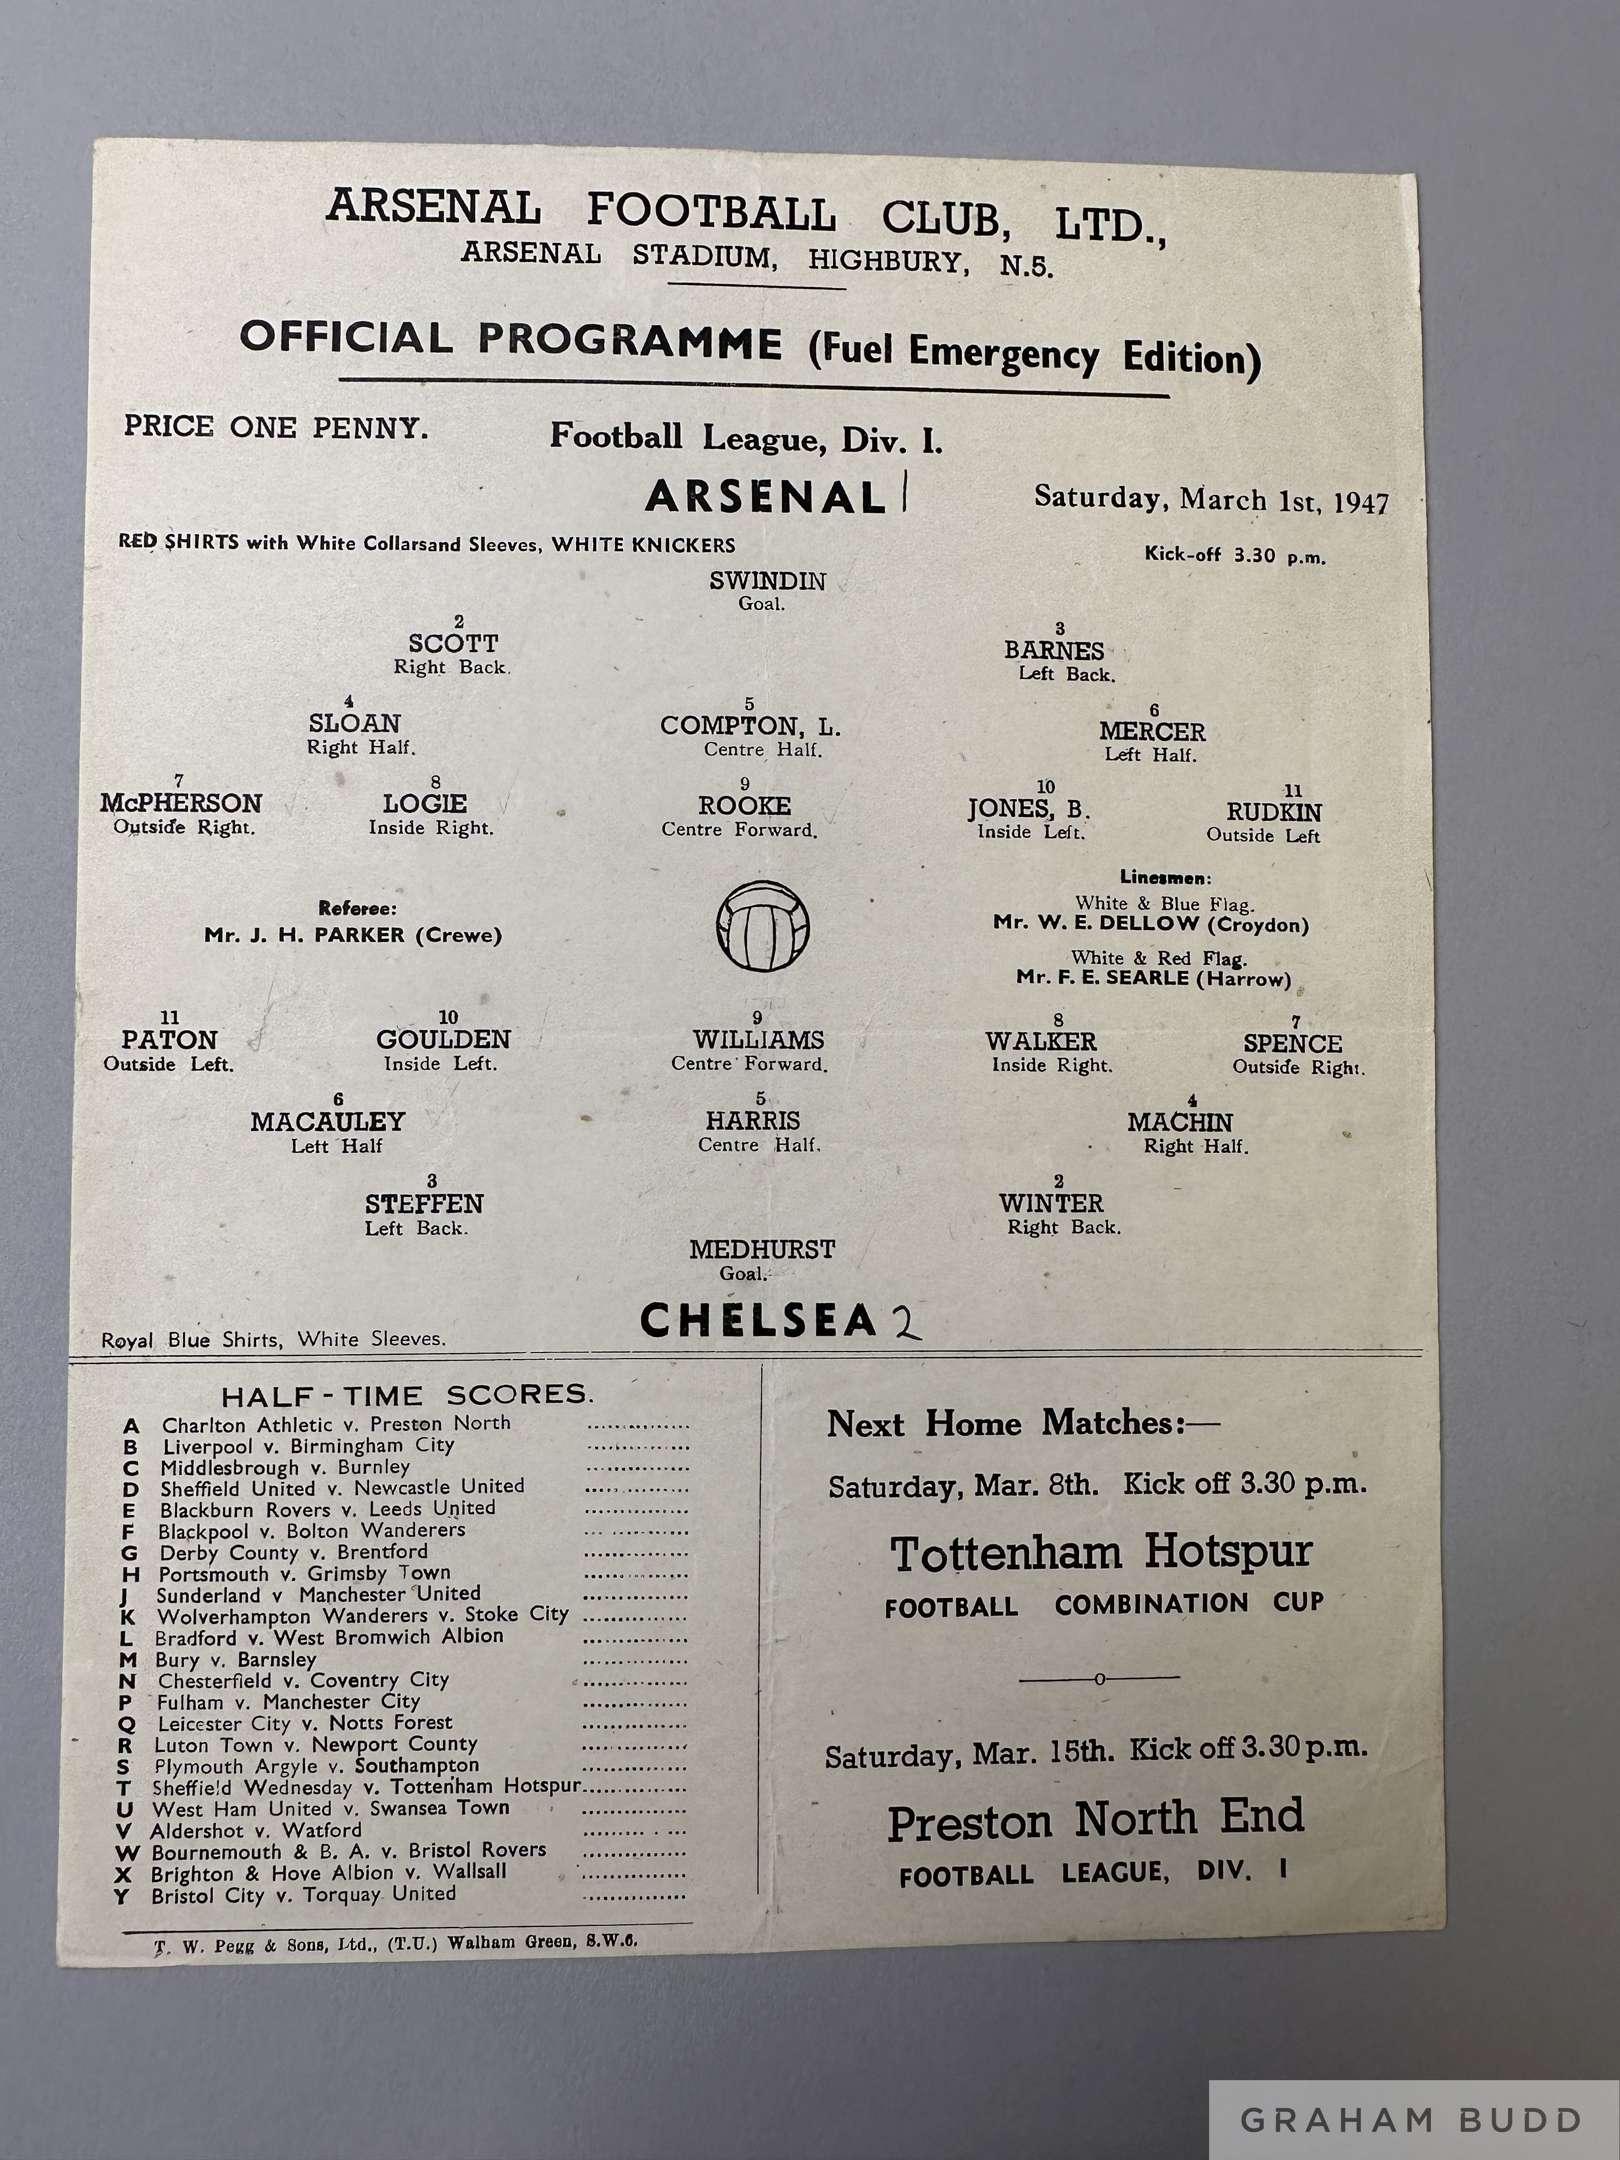 ARSENAL FOOTBALL CLUB, LTD.,
ARSENAL STADIUM, HIGHBURY, N.5.
OFFICIAL PROGRAMME (Fuel Emergency Edition)
PRICE ONE PENNY. Football League, Div. I.
ARSENAL 1 Saturday, March 1st, 1947
RED SHIRTS with White Collarsand Sleeves, WHITE KNICKERS Kick-off 3.30 p.m.
SWINDIN
Goal.
2 3
SCOTT BARNES
Right Back. Left Back.
4 5 6
SLOAN COMPTON, L. MERCER
Right Half. Centre Half. Left Half.
7 8 9 10 11
McPHERSON LOGIE ROOKE JONES, B. RUDKIN
Outside Right. Inside Right. Centre Forward. Inside Left. Outside Left
Linesmen:
Referee: White & Blue Flag.
Mr. J. H. PARKER (Crewe) Mr. W. E. DELLOW (Croydon)
White & Red Flag.
Mr. F. E. SEARLE (Harrow)
11 10 9 8 7
PATON GOULDEN WILLIAMS WALKER SPENCE
Outside Left. Inside Left. Centre Forward. Inside Right. Outside Right.
6 5 4
MACAULEY HARRIS MACHIN
Left Half Centre Half. Right Half.
3 2
STEFFEN WINTER
Left Back. Right Back.
MEDHURST
Goal.
CHELSEA 2
Royal Blue Shirts, White Sleeves.
HALF-TIME SCORES.
A Charlton Athletic v. Preston North ...............
B Liverpool v. Birmingham City ...............
C Middlesbrough v. Burnley ...............
D Sheffield United v. Newcastle United ...............
E Blackburn Rovers v. Leeds United ...............
F Blackpool v. Bolton Wanderers ...............
G Derby County v. Brentford ...............
H Portsmouth v. Grimsby Town ...............
J Sunderland v Manchester United ...............
K Wolverhampton Wanderers v. Stoke City ...............
L Bradford v. West Bromwich Albion ...............
M Bury v. Barnsley ...............
N Chesterfield v. Coventry City ...............
P Fulham v. Manchester City ...............
Q Leicester City v. Notts Forest ...............
R Luton Town v. Newport County ...............
S Plymouth Argyle v. Southampton ...............
T Sheffield Wednesday v. Tottenham Hotspur...............
U West Ham United v. Swansea Town ...............
V Aldershot v. Watford ...............
W Bournemouth & B. A. v. Bristol Rovers ...............
X Brighton & Hove Albion v. Wallsall ...............
Y Bristol City v. Torquay United ...............
T. W. Pegg & Sons, Ltd., (T.U.) Walham Green, S.W.6.
Next Home Matches:—
Saturday, Mar. 8th. Kick off 3.30 p.m.
Tottenham Hotspur
FOOTBALL COMBINATION CUP
o
Saturday, Mar. 15th. Kick off 3.30 p.m.
Preston North End
FOOTBALL LEAGUE, DIV. I
GRAHAM BUDD